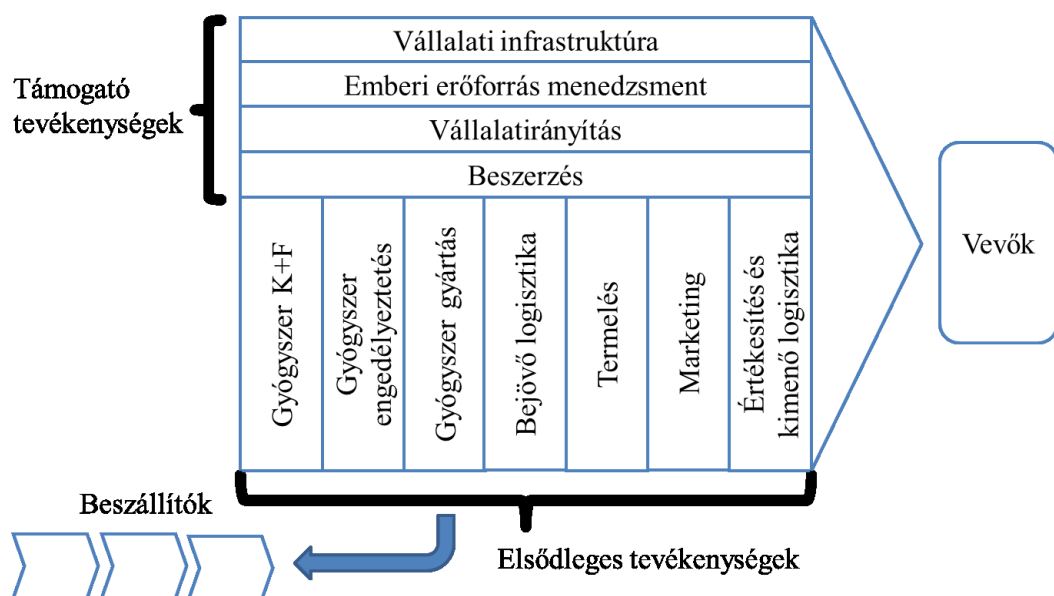 Vállalati infrastruktúra
Emberi erőforrás menedzsment
Támogató
tevékenységek
Vállalatirányítás
Beszerzés
Gyógyszer K+F
Gyógyszer
engedélyeztetés
Gyógyszer gyártás
Bejövő logisztika
Termelés
Marketing
Értékesítés és
kimenő logisztika
Vevők
Beszállítók
Elsődleges tevékenységek